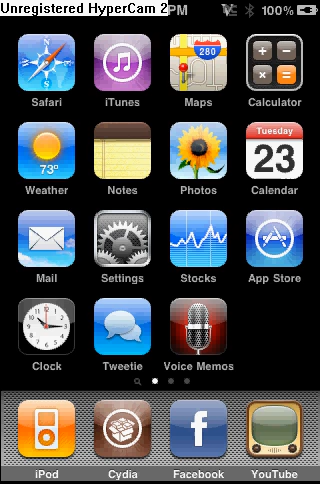 Unregistered HyperCam 2 PM 100%
Safari iTunes Maps Calculator
280
Tuesday
73° 23
Weather Notes Photos Calendar
Mail Settings Stocks App Store
Clock Tweetie Voice Memos
iPod Cydia Facebook YouTube